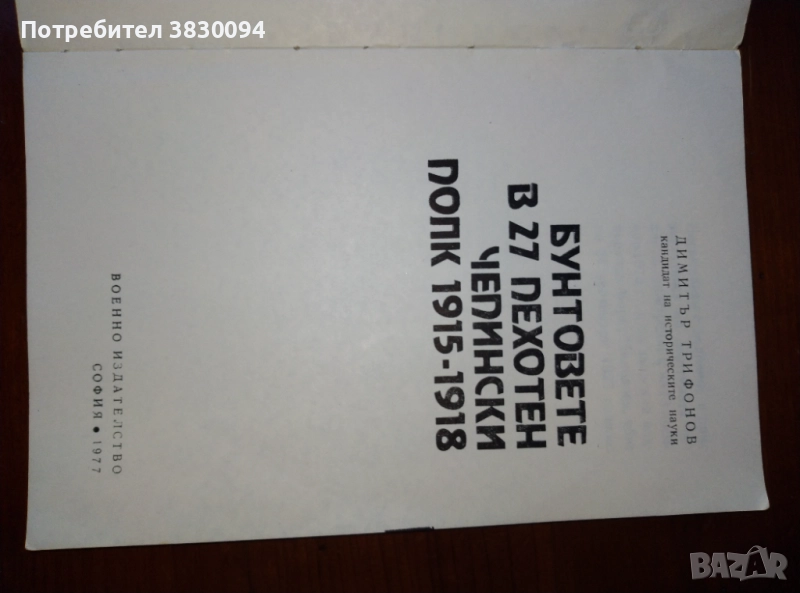 Потребител 3830094
ДИМИТЪР ТРИФОНОВ
кандидат на историческите науки
БУНТОВЕТЕ
В 27 ПЕХОТЕН
ЧЕПИНСКИ
ПОЛК 1915-1918
ВОЕННО ИЗДАТЕЛСТВО
СОФИЯ ● 1977
BAZAR